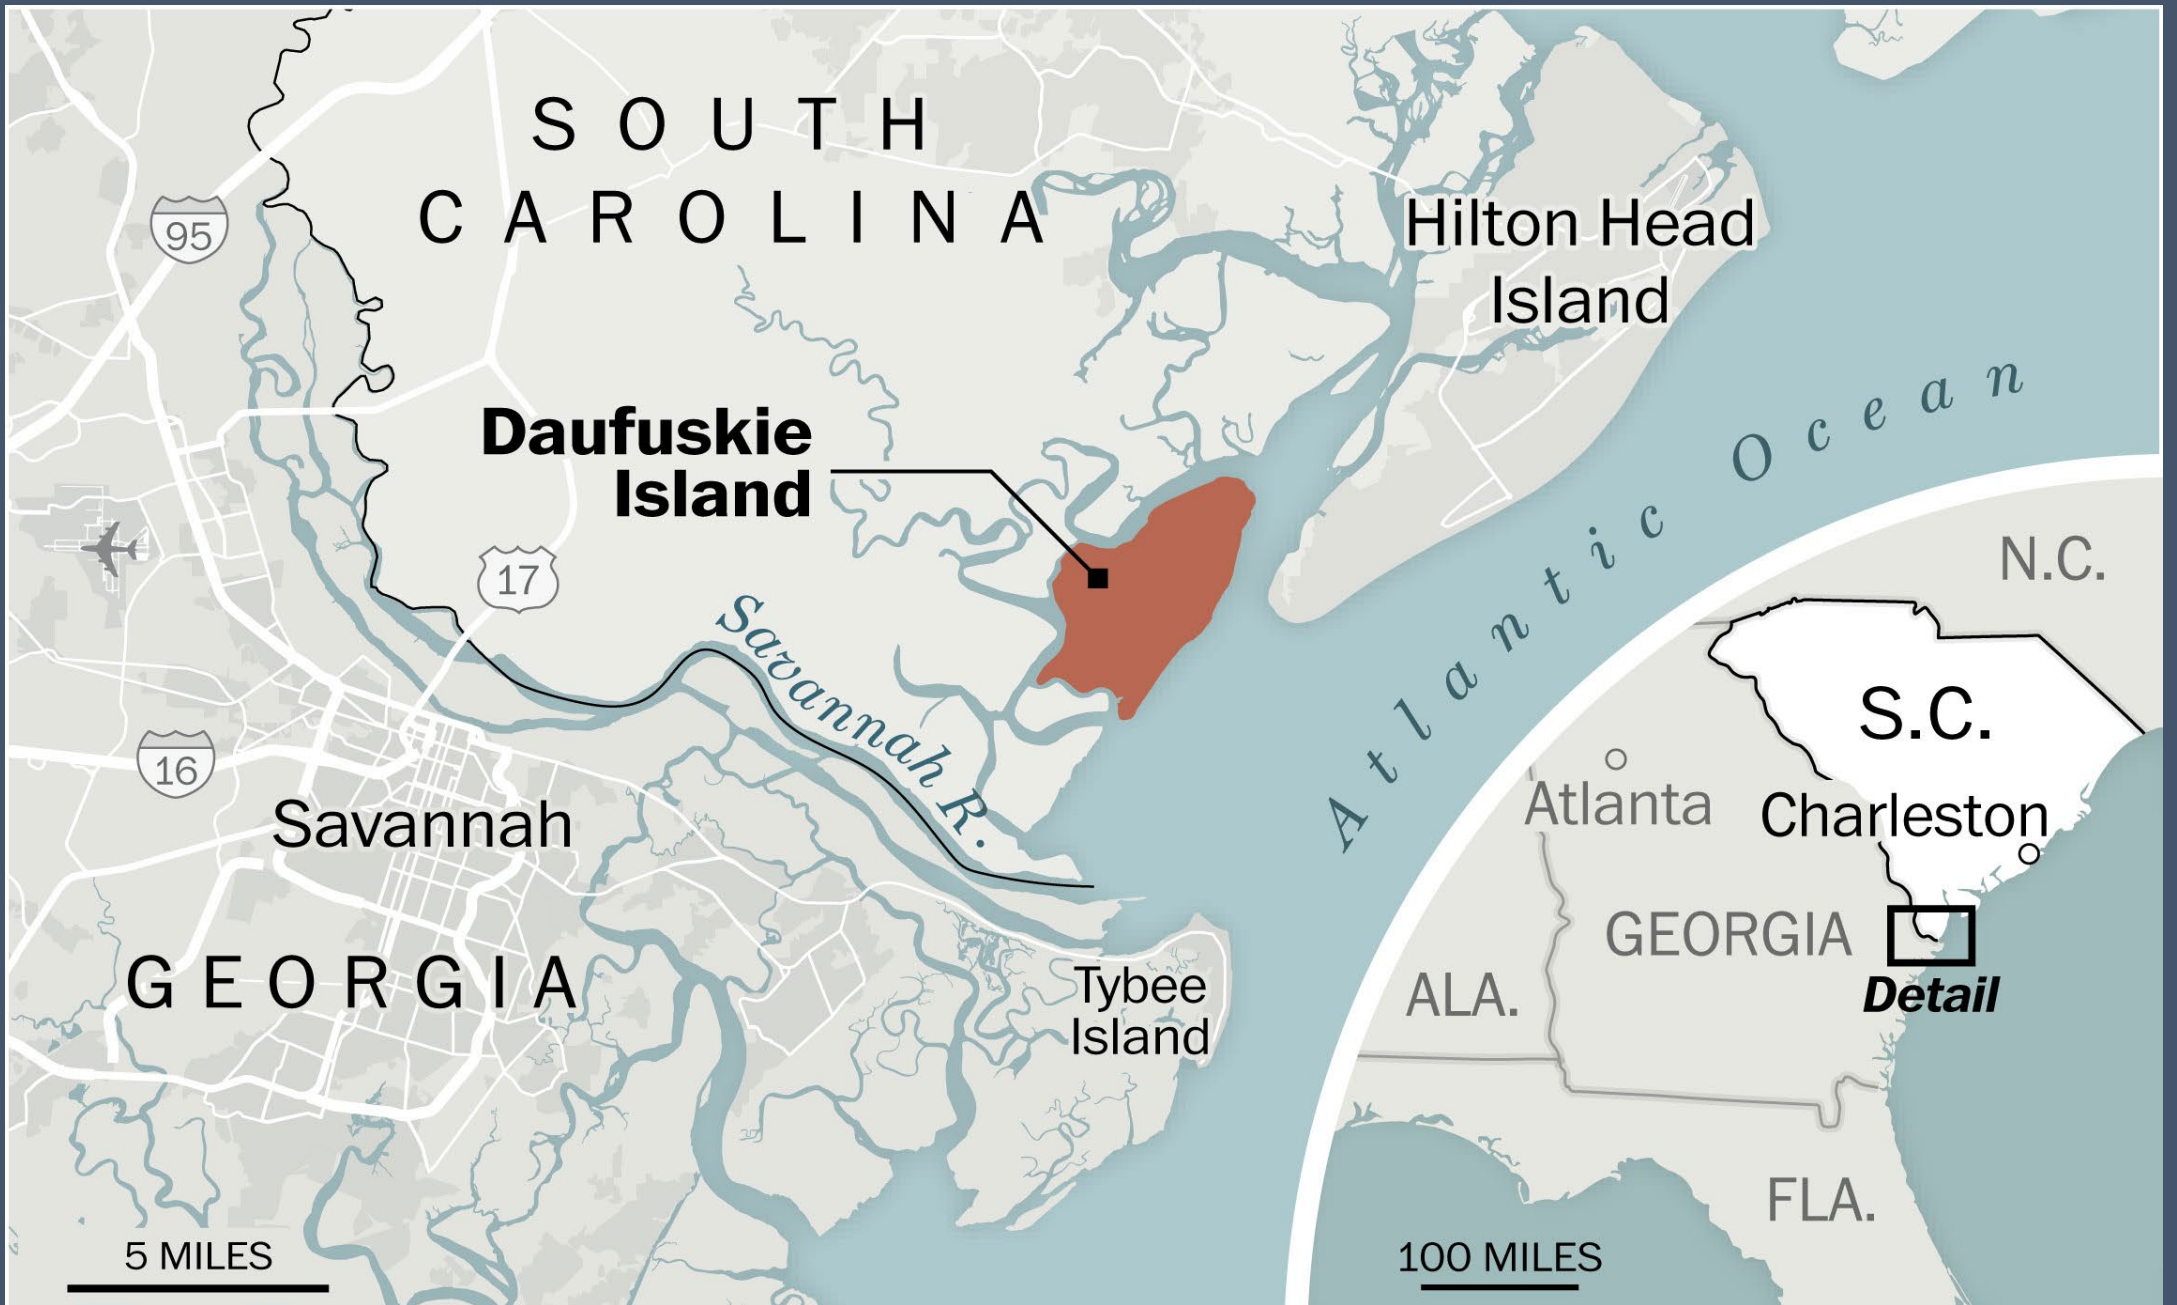 SOUTH
CAROLINA
95
Hilton Head
Island
Daufuskie
Island
Atlantic Ocean
17
Savannah R.
16
Savannah
GEORGIA
Tybee
Island
5 MILES
N.C.
S.C.
Atlanta
Charleston
GEORGIA
ALA.
Detail
FLA.
100 MILES